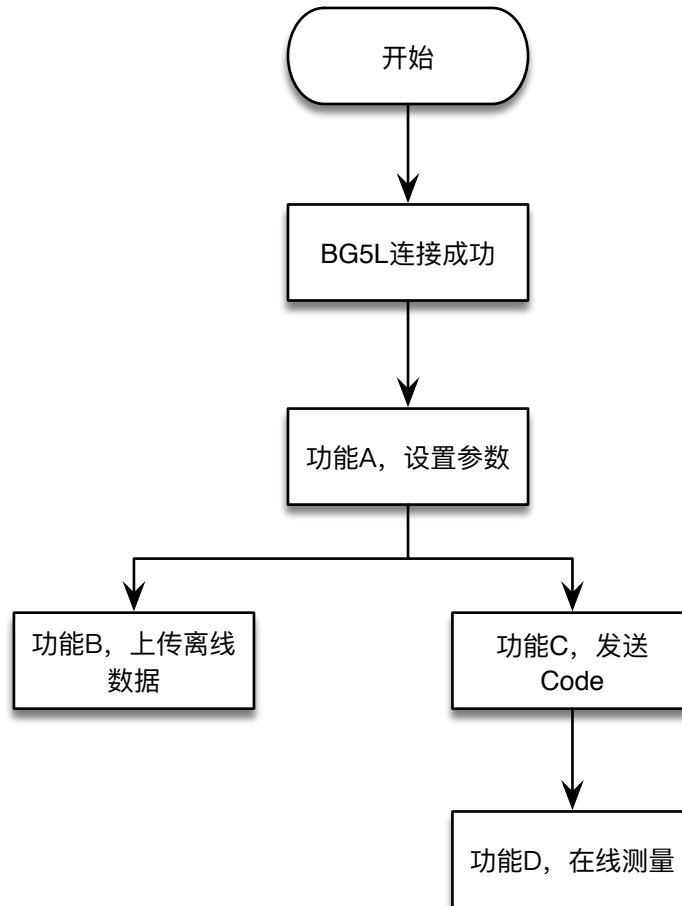 开始
BG5L连接成功
功能A，设置参数
功能B，上传离线
数据
功能C，发送
Code
功能D，在线测量